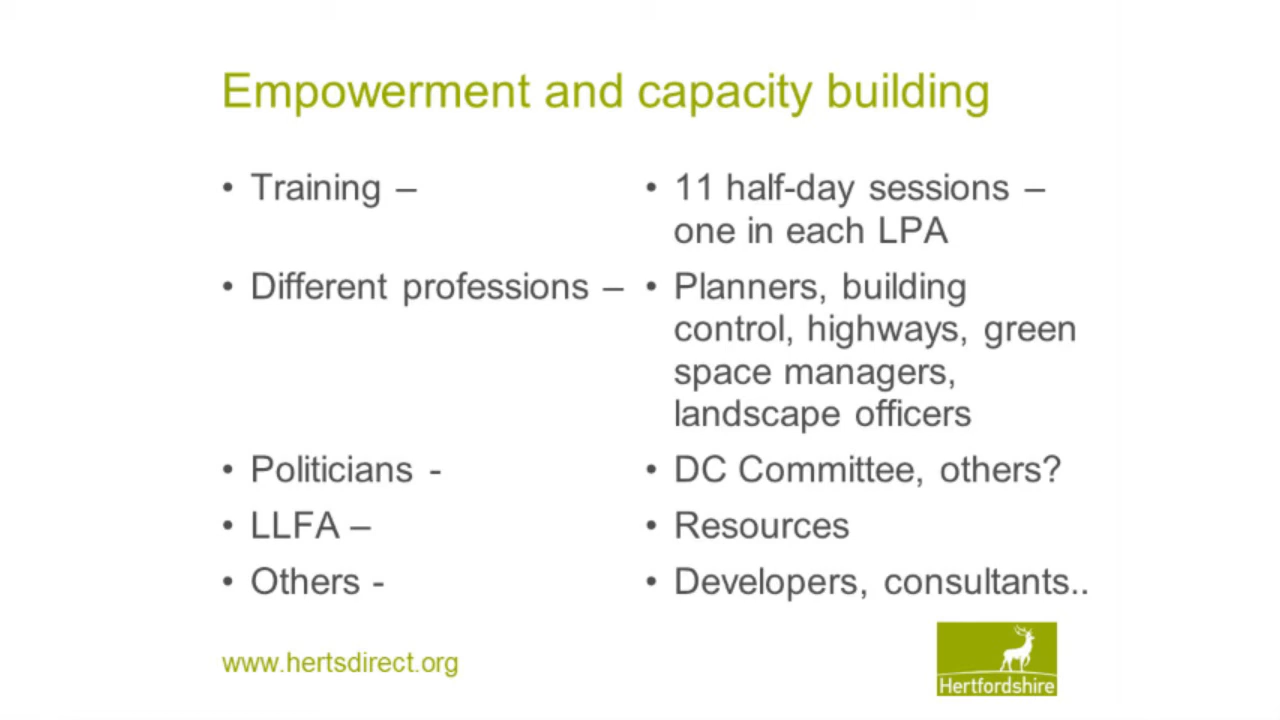 Empowerment and capacity building
• Training –
• 11 half-day sessions –
one in each LPA
• Different professions –
• Planners, building
control, highways, green
space managers,
landscape officers
• Politicians -
• DC Committee, others?
• LLFA –
• Resources
• Others -
• Developers, consultants..
www.hertsdirect.org
Hertfordshire